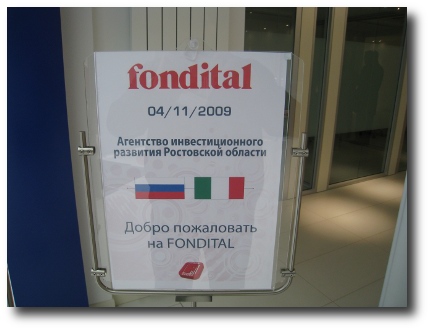 fondital
04/11/2009
Агентство инвестиционного
развития Ростовской области
Добро пожаловать
на FONDITAL